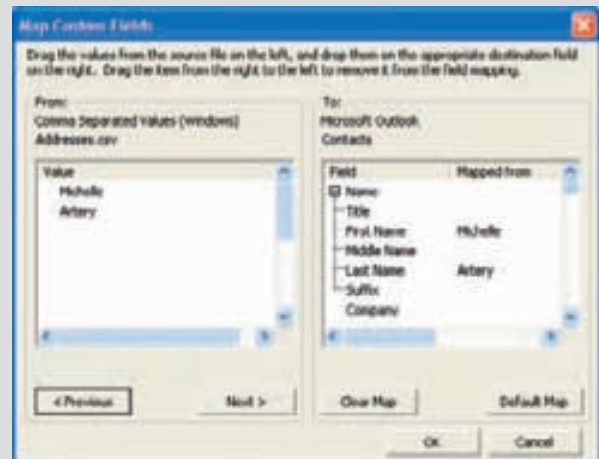 Map Custom Fields
Drag the values from the source file on the left, and drop them on the appropriate destination field
on the right. Drag the item from the right to the left to remove it from the field mapping.
From:
Comma Separated Values (Windows)
Addresses.csv
Value
Michelle
Artery
< Previous
Next >
To:
Microsoft Outlook
Contacts
Field Mapped from
Name
Title
First Name Michelle
Middle Name
Last Name Artery
Suffix
Company
Clear Map
Default Map
OK
Cancel